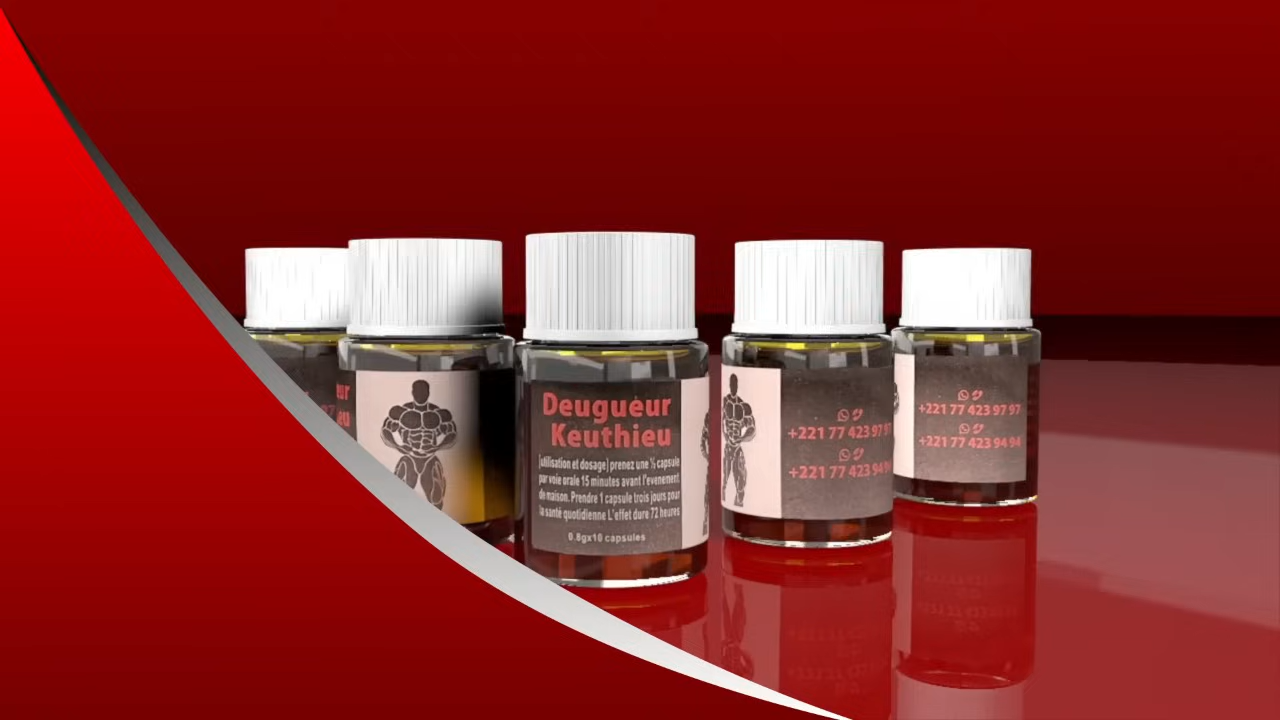 Deugueur
Keuthieu
[utilisation et dosage] prenez une ½ capsule
par voie orale 15 minutes avant l'evenement
de maison. Prendre 1 capsule trois jours pour
la santé quotidienne L'effet dure 72 heures
0.8gx10 capsules
+221 77 423 97 97
+221 77 423 94 94
+221 77 423 97 97
+221 77 423 94 94